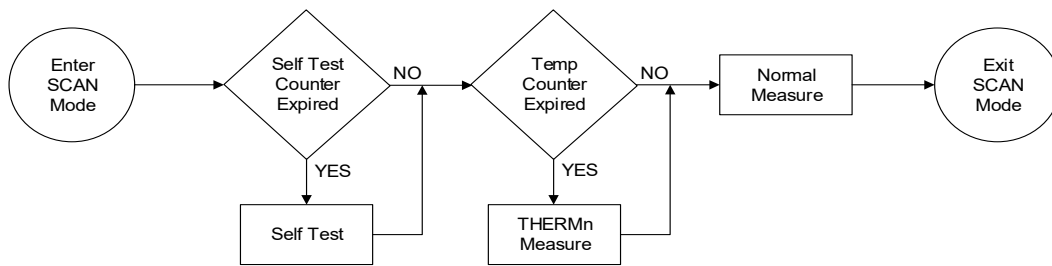 Enter
SCAN
Mode
Self Test
Counter
Expired
NO
YES
Self Test
Temp
Counter
Expired
NO
YES
THERMn
Measure
Normal
Measure
Exit
SCAN
Mode